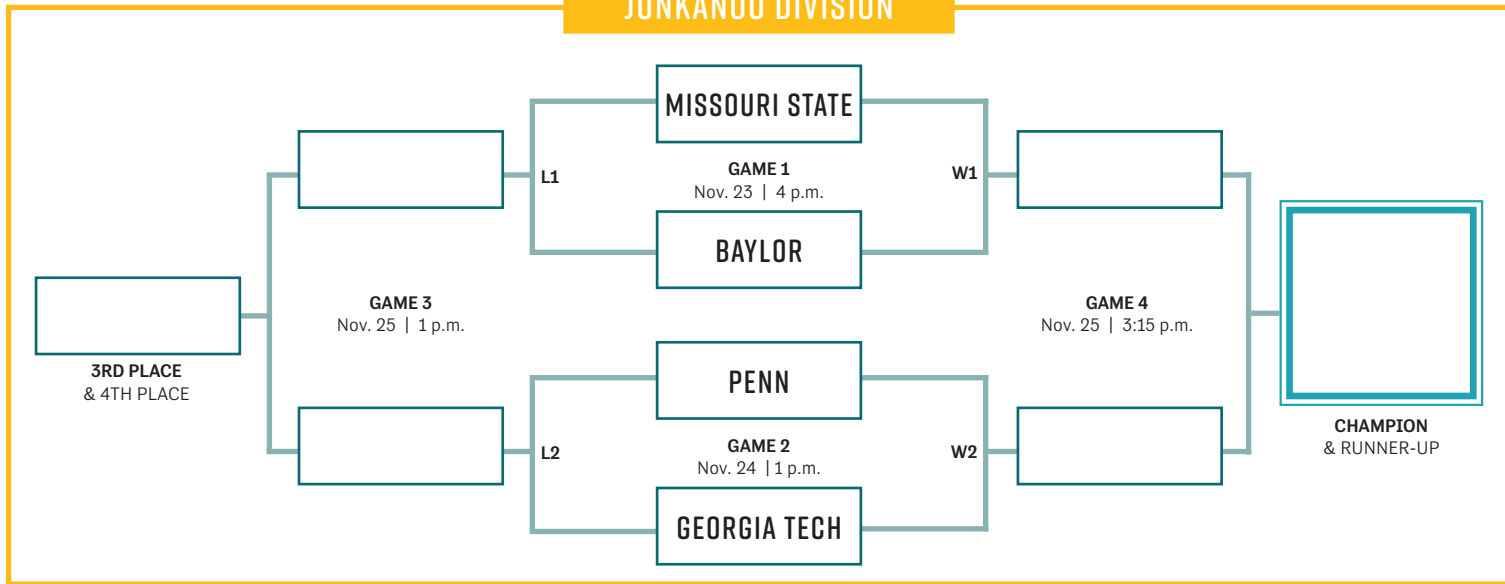 JUNKANOO DIVISION
MISSOURI STATE
L1
GAME 1
Nov. 23 | 4 p.m.
W1
BAYLOR
GAME 3
Nov. 25 | 1 p.m.
GAME 4
Nov. 25 | 3:15 p.m.
3RD PLACE
& 4TH PLACE
PENN
CHAMPION
& RUNNER-UP
L2
GAME 2
Nov. 24 | 1 p.m.
W2
GEORGIA TECH